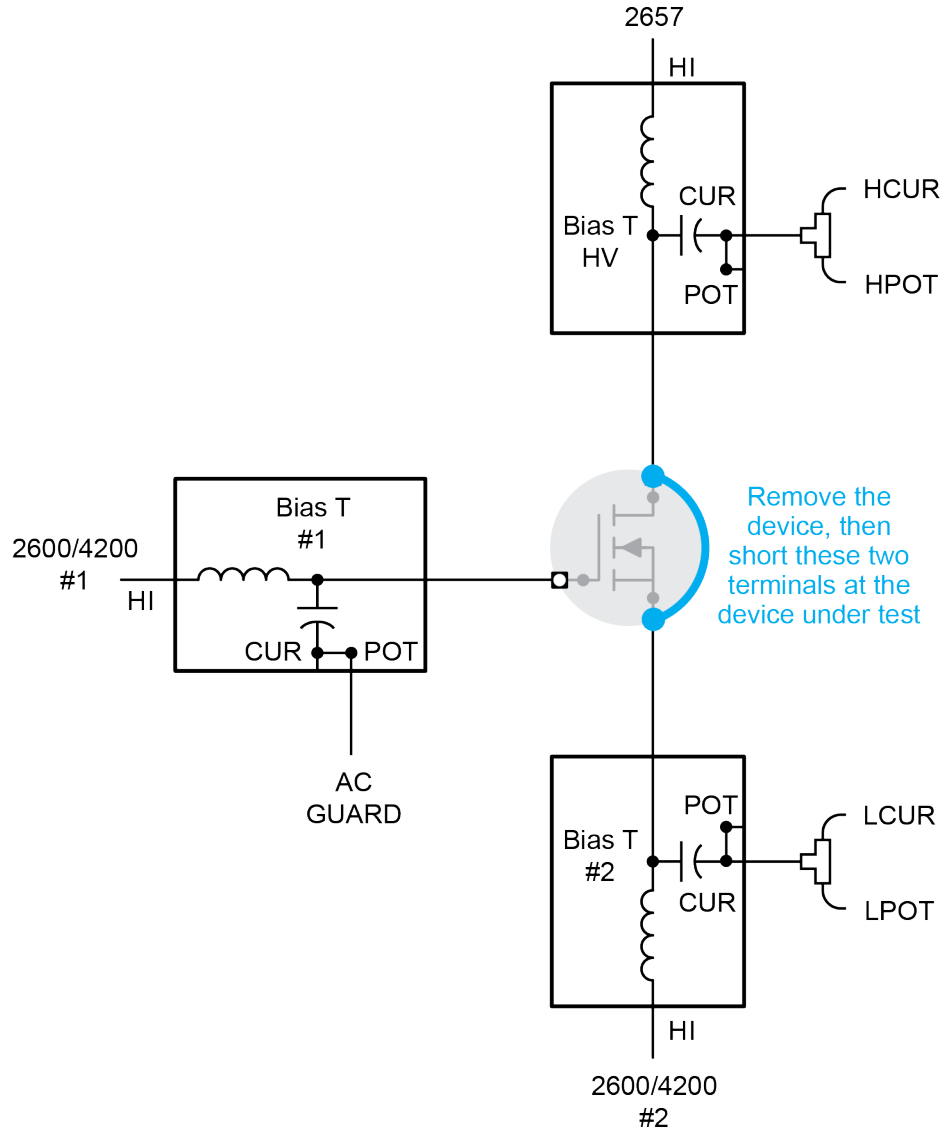 2657
HI
CUR
Bias T
HV
POT
HCUR
HPOT
Bias T
#1
2600/4200
#1
HI
CUR
POT
AC
GUARD
Remove the
device, then
short these two
terminals at the
device under test
POT
Bias T
#2
CUR
LCUR
LPOT
HI
2600/4200
#2